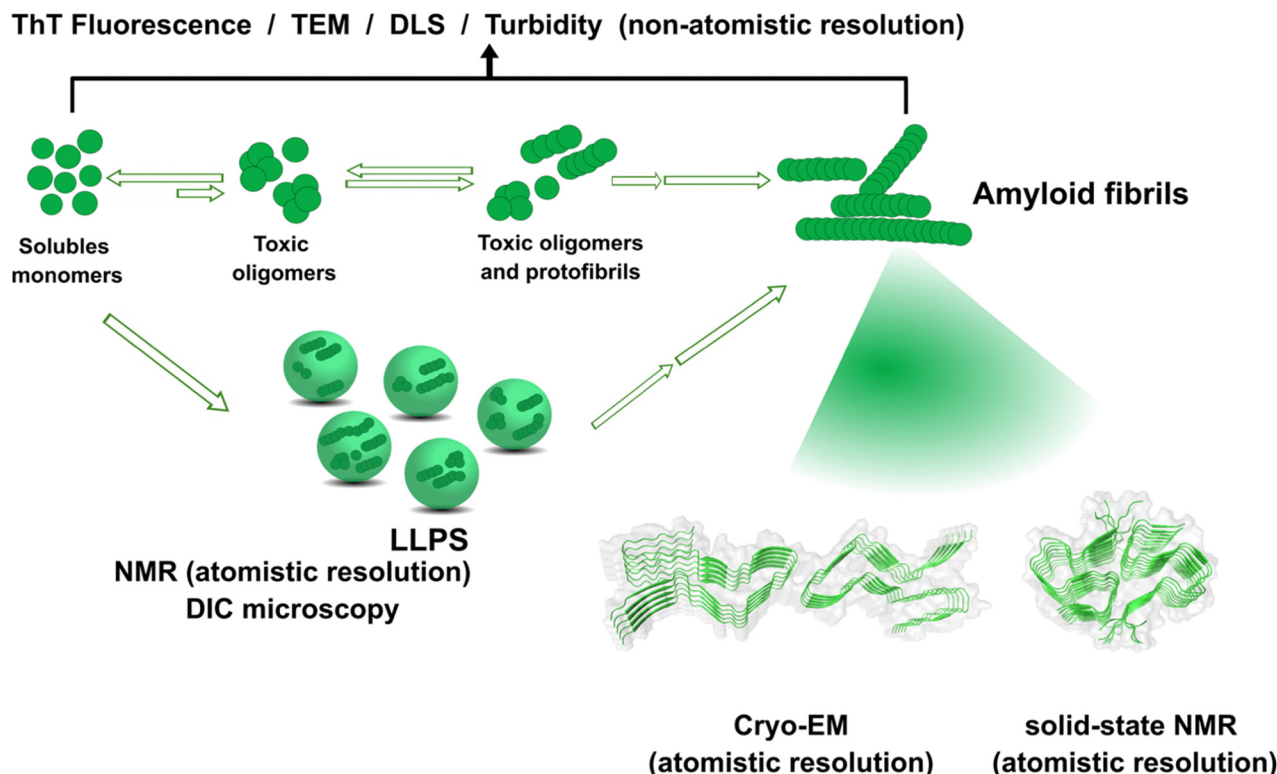 ThT Fluorescence / TEM / DLS / Turbidity (non-atomistic resolution)
Solubles
monomers
Toxic
oligomers
Toxic oligomers
and protofibrils
Amyloid fibrils
LLPS
NMR (atomistic resolution)
DIC microscopy
Cryo-EM
(atomistic resolution)
solid-state NMR
(atomistic resolution)